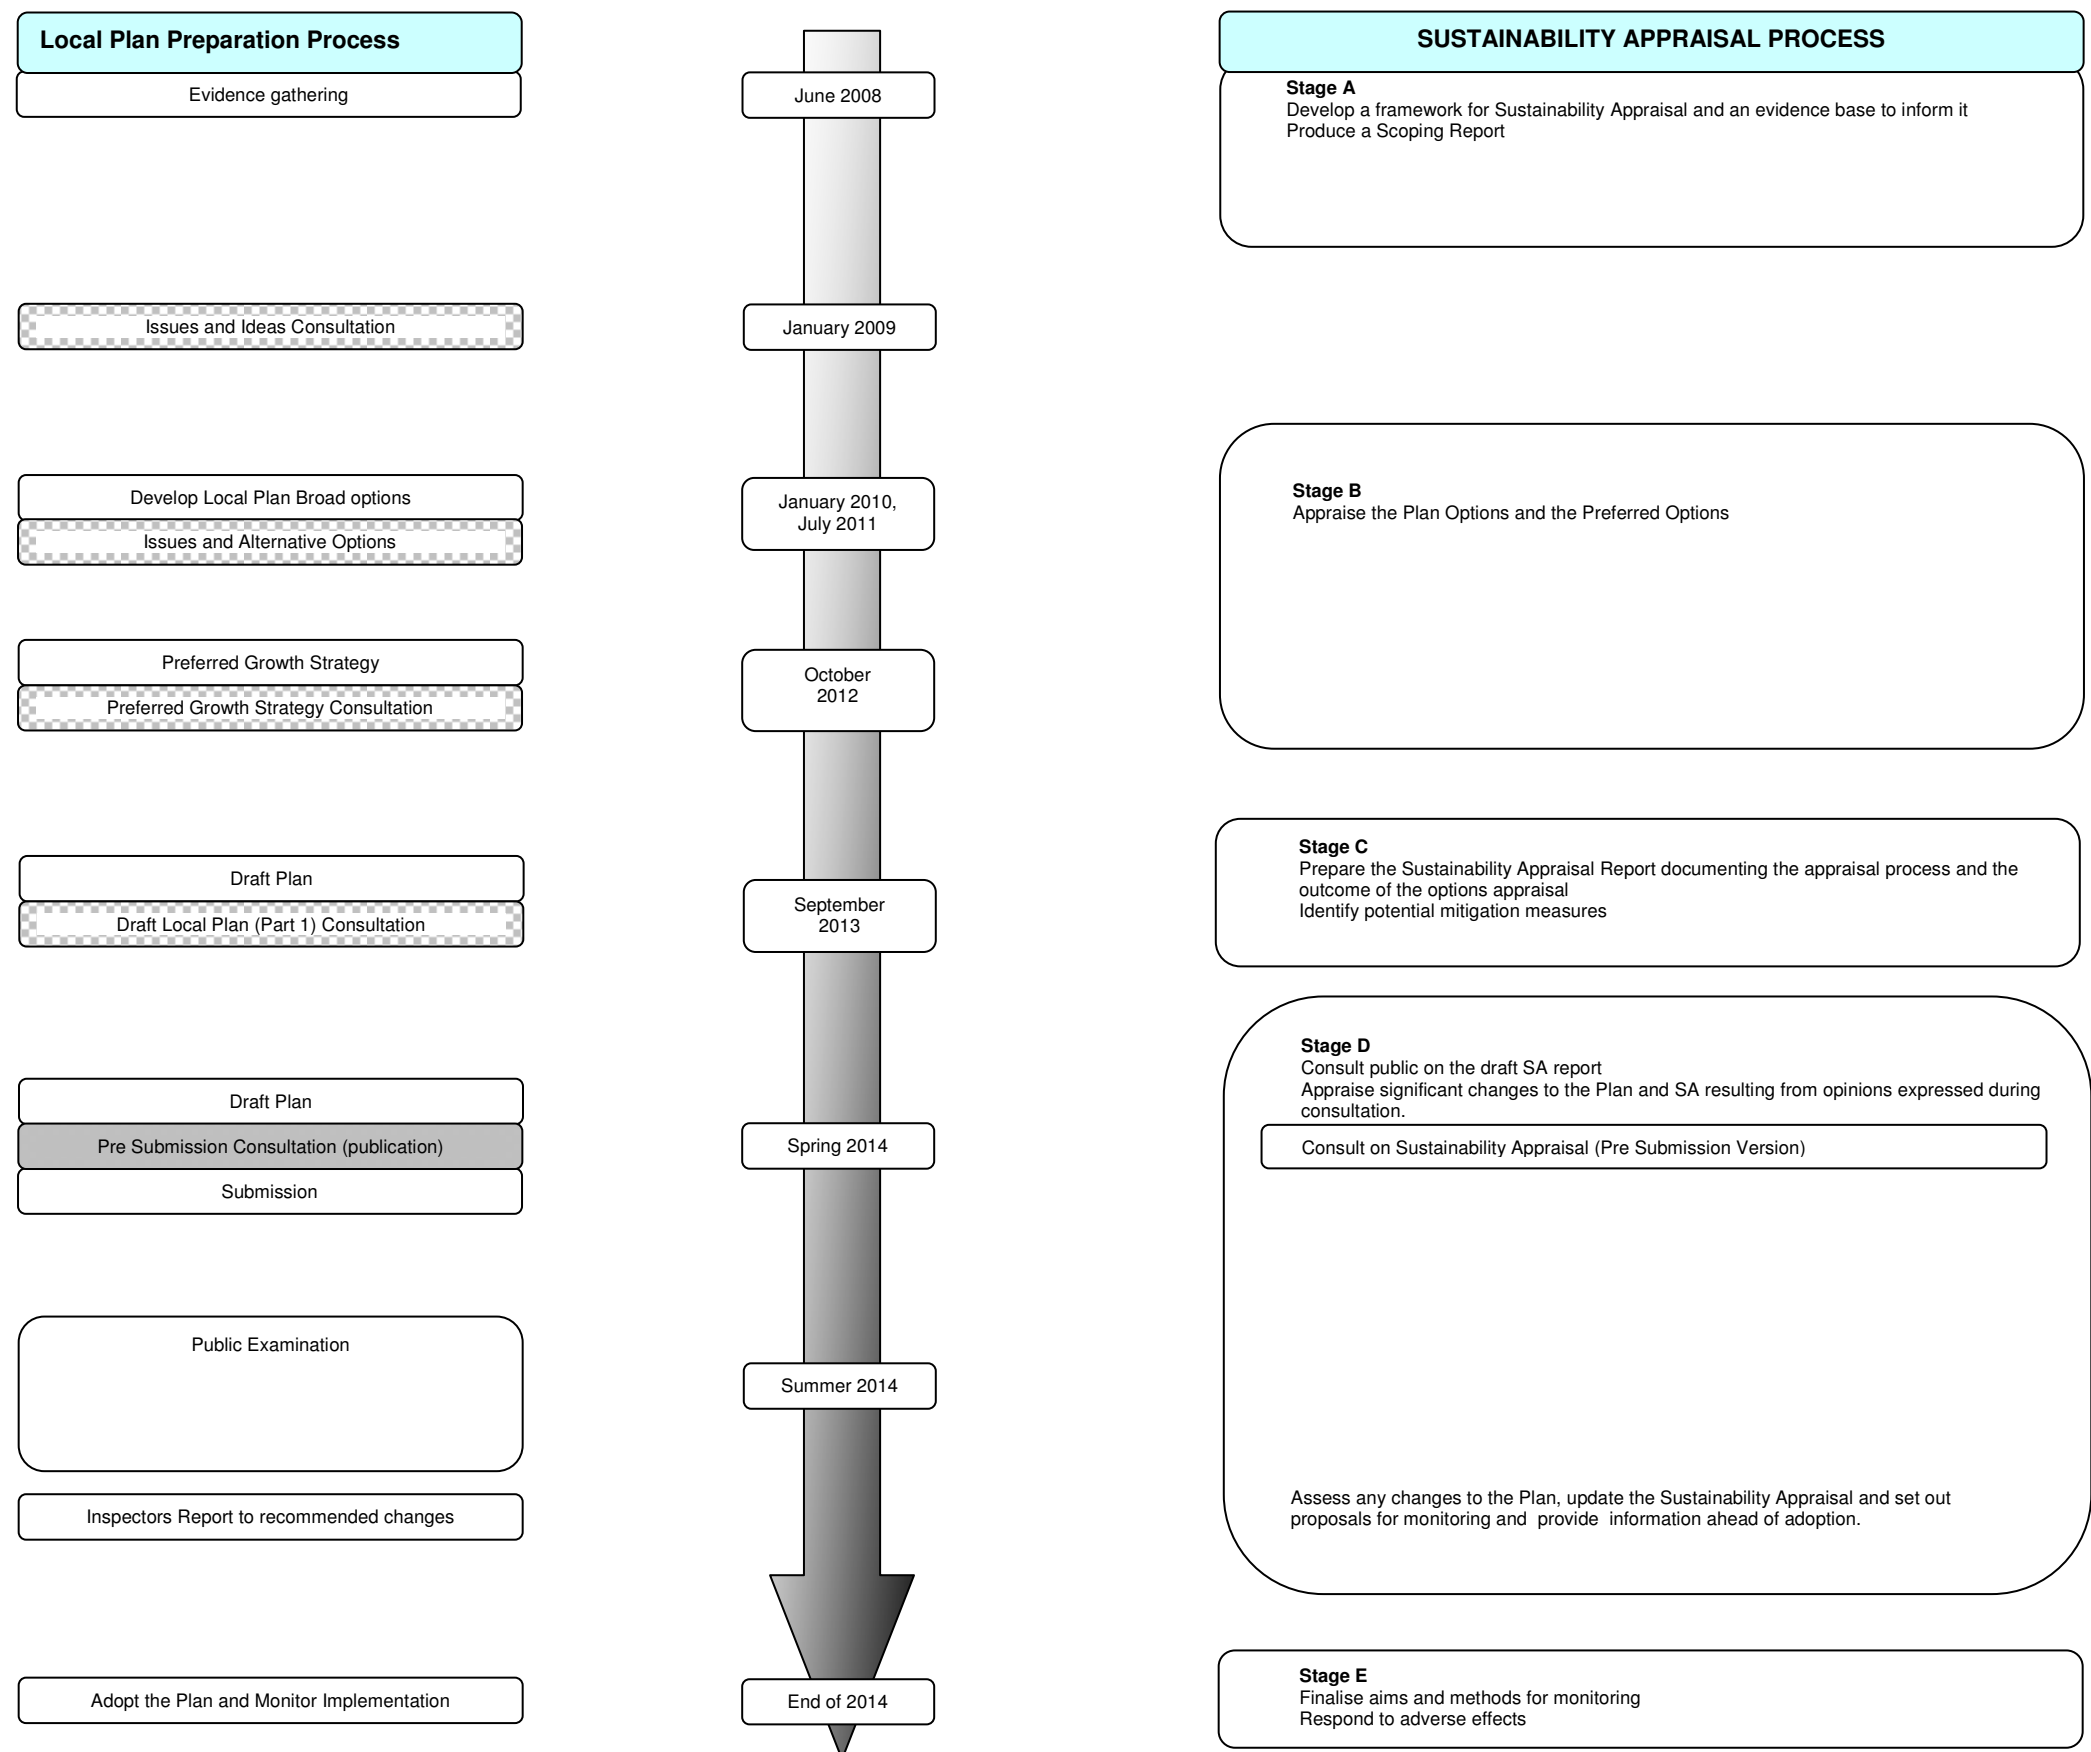 Local Plan Preparation Process
Evidence gathering
Issues and Ideas Consultation
Develop Local Plan Broad options
Issues and Alternative Options
Preferred Growth Strategy
Preferred Growth Strategy Consultation
Draft Plan
Draft Local Plan (Part 1) Consultation
Draft Plan
Pre Submission Consultation (publication)
Submission
Public Examination
Inspectors Report to recommended changes
Adopt the Plan and Monitor Implementation
June 2008
January 2009
January 2010,
July 2011
October
2012
September
2013
Spring 2014
Summer 2014
End of 2014
SUSTAINABILITY APPRAISAL PROCESS
Stage A
Develop a framework for Sustainability Appraisal and an evidence base to inform it
Produce a Scoping Report
Stage B
Appraise the Plan Options and the Preferred Options
Stage C
Prepare the Sustainability Appraisal Report documenting the appraisal process and the
outcome of the options appraisal
Identify potential mitigation measures
Stage D
Consult public on the draft SA report
Appraise significant changes to the Plan and SA resulting from opinions expressed during
consultation.
Consult on Sustainability Appraisal (Pre Submission Version)
Assess any changes to the Plan, update the Sustainability Appraisal and set out
proposals for monitoring and  provide  information ahead of adoption.
Stage E
Finalise aims and methods for monitoring
Respond to adverse effects